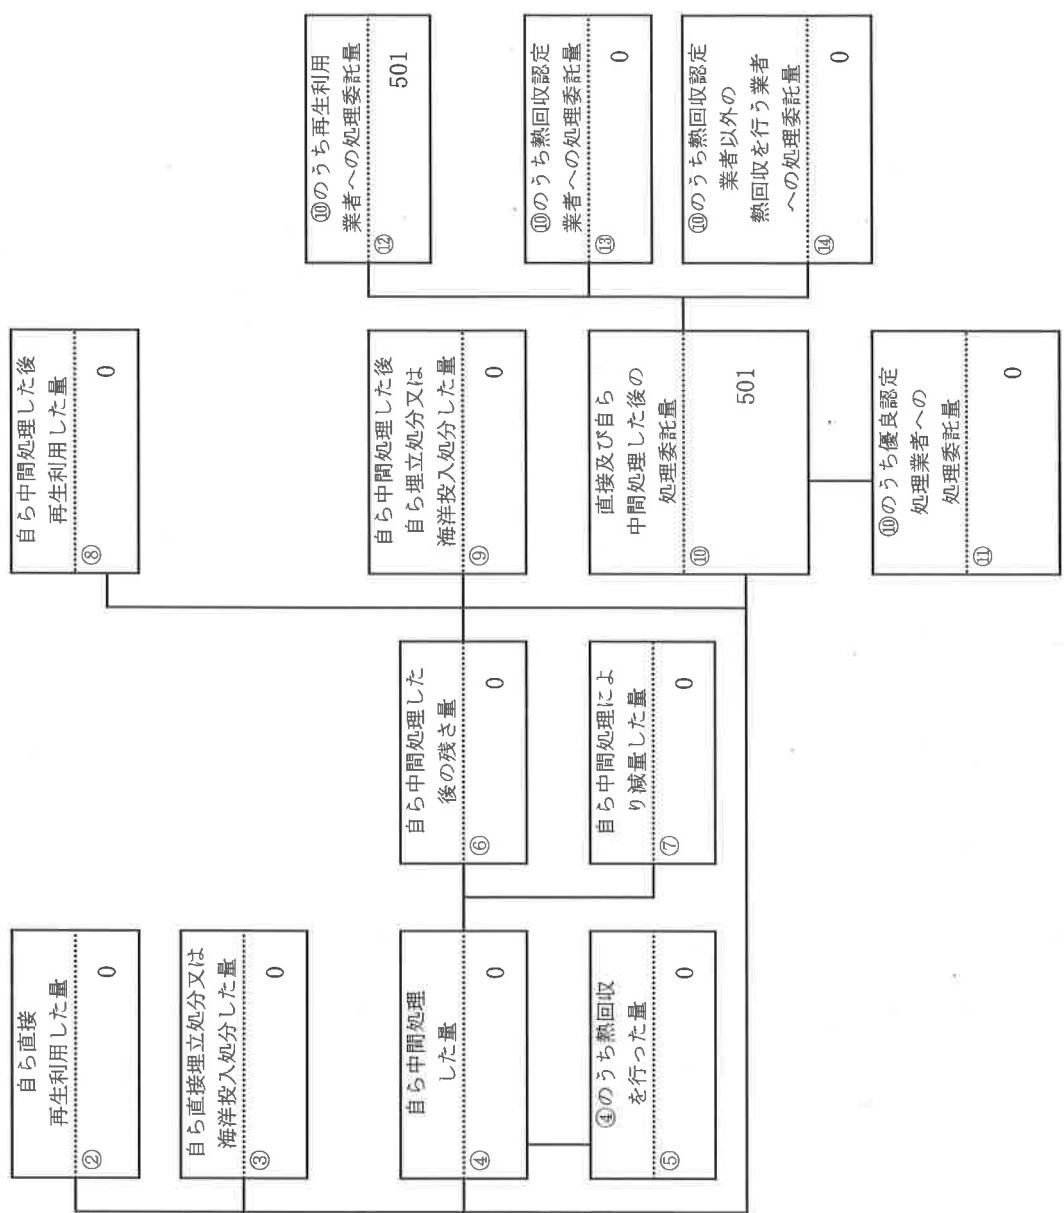 自ら直接
再生利用した量
②
0
自ら直接埋立処分又は
海洋投入処分した量
③
0
自ら中間処理
した量
④
0
④のうち熱回収
を行った量
⑤
0
自ら中間処理した
後の残さ量
⑥
0
自ら中間処理によ
り減量した量
⑦
0
自ら中間処理した後
再生利用した量
⑧
0
自ら中間処理した後
自ら埋立処分又は
海洋投入処分した量
⑨
0
直接及び自ら
中間処理した後の
処理委託量
⑩
501
⑩のうち優良認定
処理業者への
処理委託量
⑪
0
⑩のうち再生利用
業者への処理委託量
⑫
501
⑩のうち熱回収認定
業者への処理委託量
⑬
0
⑩のうち熱回収認定
業者以外の
熱回収を行う業者
への処理委託量
⑭
0